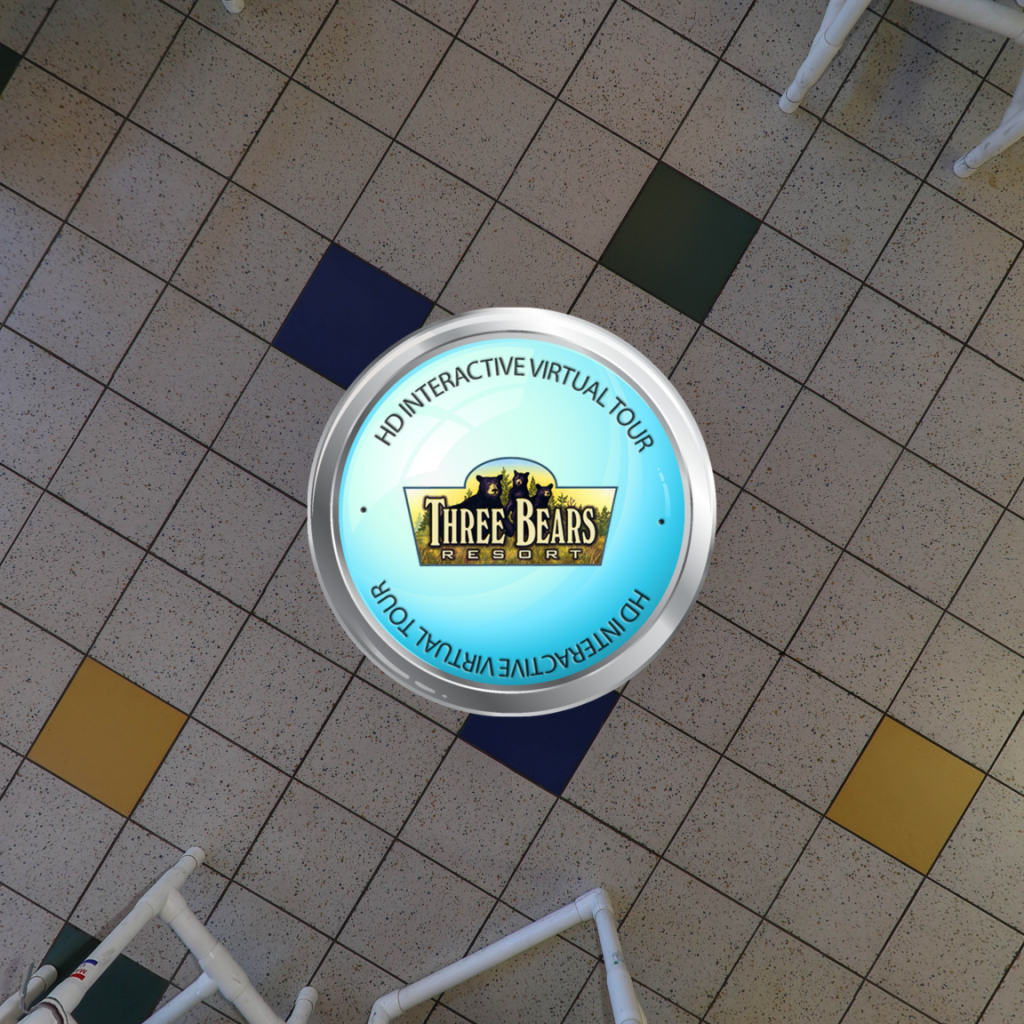 HD INTERACTIVE VIRTUAL TOUR
THREE BEARS
RESORT
HD INTERACTIVE VIRTUAL TOUR